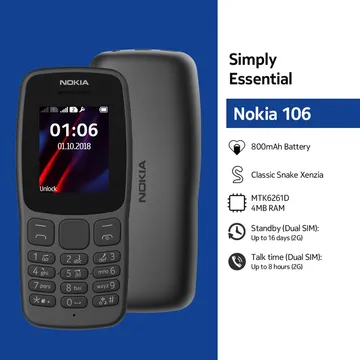 NOKIA
01:06
01.10.2018
Unlock
NOKIA
Simply
Essential
Nokia 106
800mAh Battery
Classic Snake Xenzia
MTK6261D
4MB RAM
Standby (Dual SIM):
Up to 16 days (2G)
Talk time (Dual SIM):
Up to 8 hours (2G)